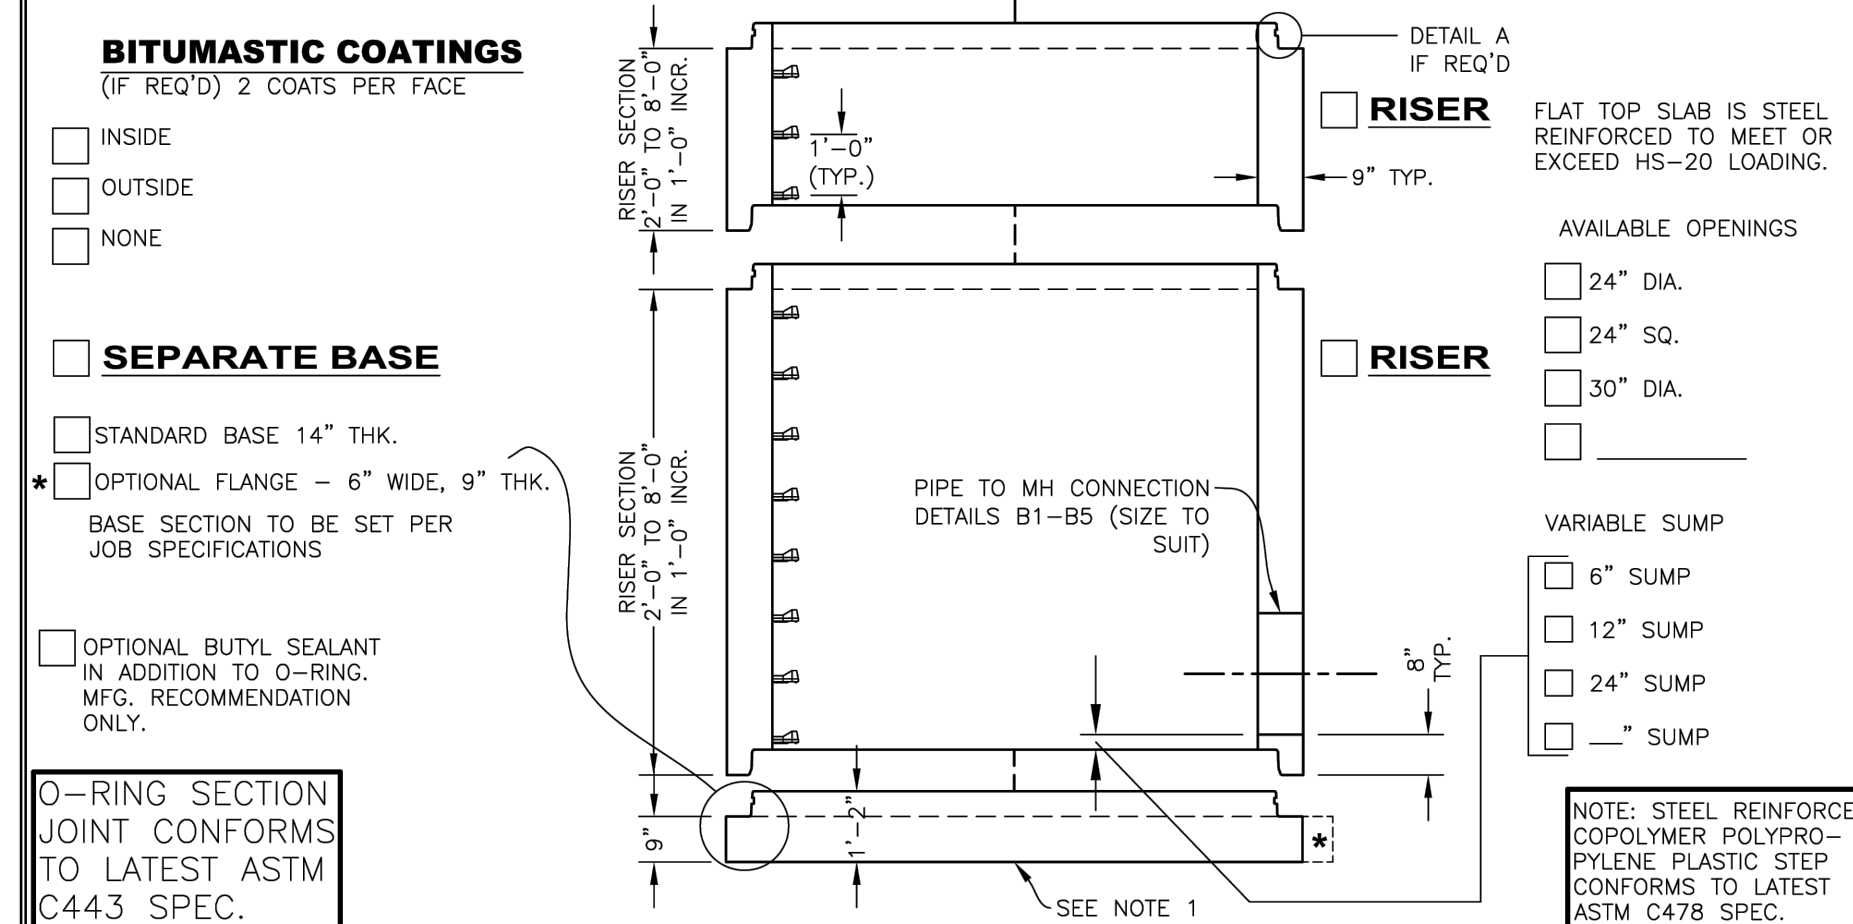 BITUMASTIC COATINGS
(IF REQ'D) 2 COATS PER FACE
INSIDE
OUTSIDE
NONE
SEPARATE BASE
STANDARD BASE 14" THK.
* OPTIONAL FLANGE – 6" WIDE, 9" THK.
BASE SECTION TO BE SET PER
JOB SPECIFICATIONS
OPTIONAL BUTYL SEALANT
IN ADDITION TO O–RING.
MFG. RECOMMENDATION
ONLY.
O–RING SECTION
JOINT CONFORMS
TO LATEST ASTM
C443 SPEC.
RISER SECTION
2'–0" TO 8'–0"
IN 1'–0" INCR.
1'–0"
(TYP.)
DETAIL A
IF REQ'D
RISER
9" TYP.
RISER SECTION
2'–0" TO 8'–0"
IN 1'–0" INCR.
RISER
PIPE TO MH CONNECTION
DETAILS B1–B5 (SIZE TO
SUIT)
8"
TYP.
9"
1'–2"
*
SEE NOTE 1
FLAT TOP SLAB IS STEEL
REINFORCED TO MEET OR
EXCEED HS–20 LOADING.
AVAILABLE OPENINGS
24" DIA.
24" SQ.
30" DIA.
VARIABLE SUMP
6" SUMP
12" SUMP
24" SUMP
__" SUMP
NOTE: STEEL REINFORCE
COPOLYMER POLYPRO–
PYLENE PLASTIC STEP
CONFORMS TO LATEST
ASTM C478 SPEC.